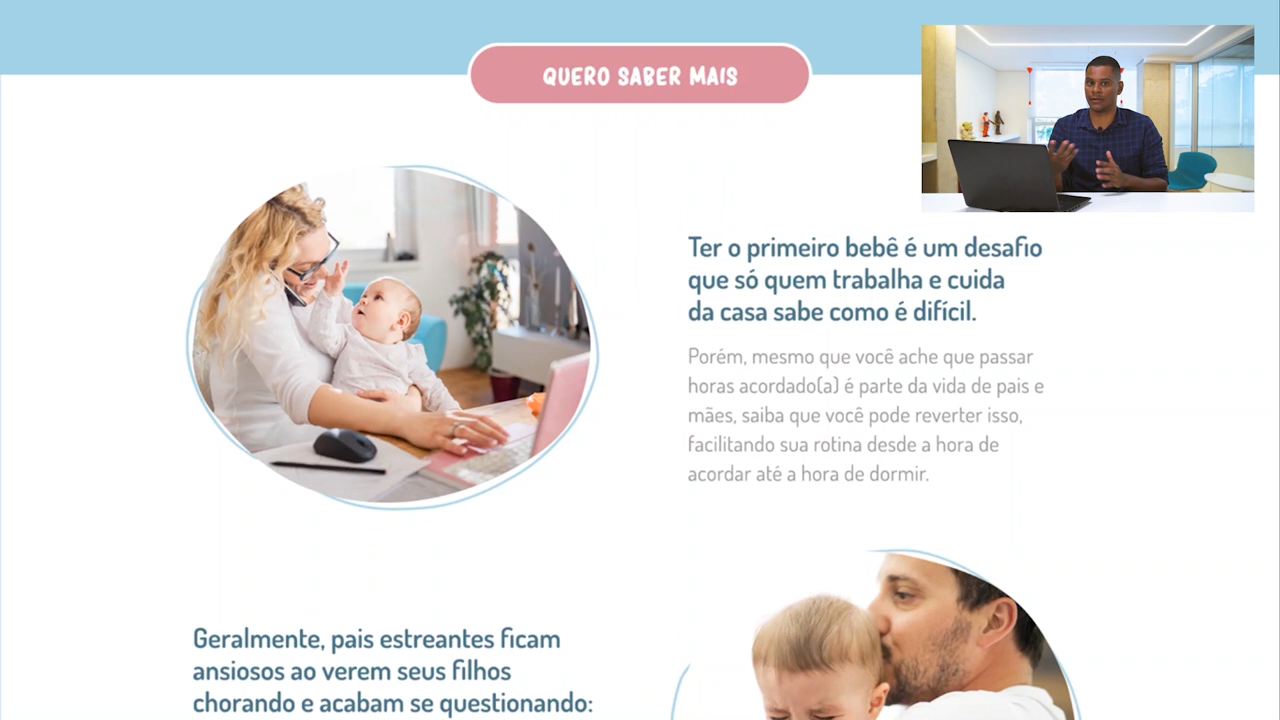 QUERO SABER MAIS
Ter o primeiro bebê é um desafio
que só quem trabalha e cuida
da casa sabe como é difícil.
Porém, mesmo que você ache que passar
horas acordado(a) é parte da vida de pais e
mães, saiba que você pode reverter isso,
facilitando sua rotina desde a hora de
acordar até a hora de dormir.
Geralmente, pais estreantes ficam
ansiosos ao verem seus filhos
chorando e acabam se questionando: